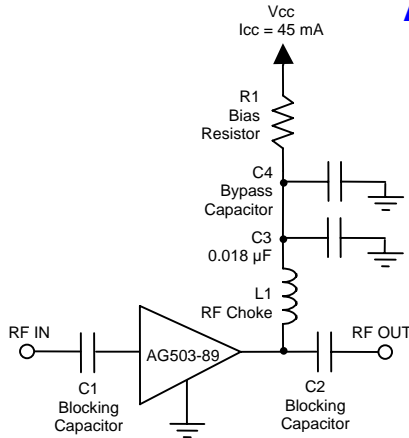 Vcc
Icc = 45 mA
R1
Bias
Resistor
C4
Bypass
Capacitor
C3
0.018 µF
L1
RF Choke
RF IN
AG503-89
RF OUT
C1
Blocking
Capacitor
C2
Blocking
Capacitor